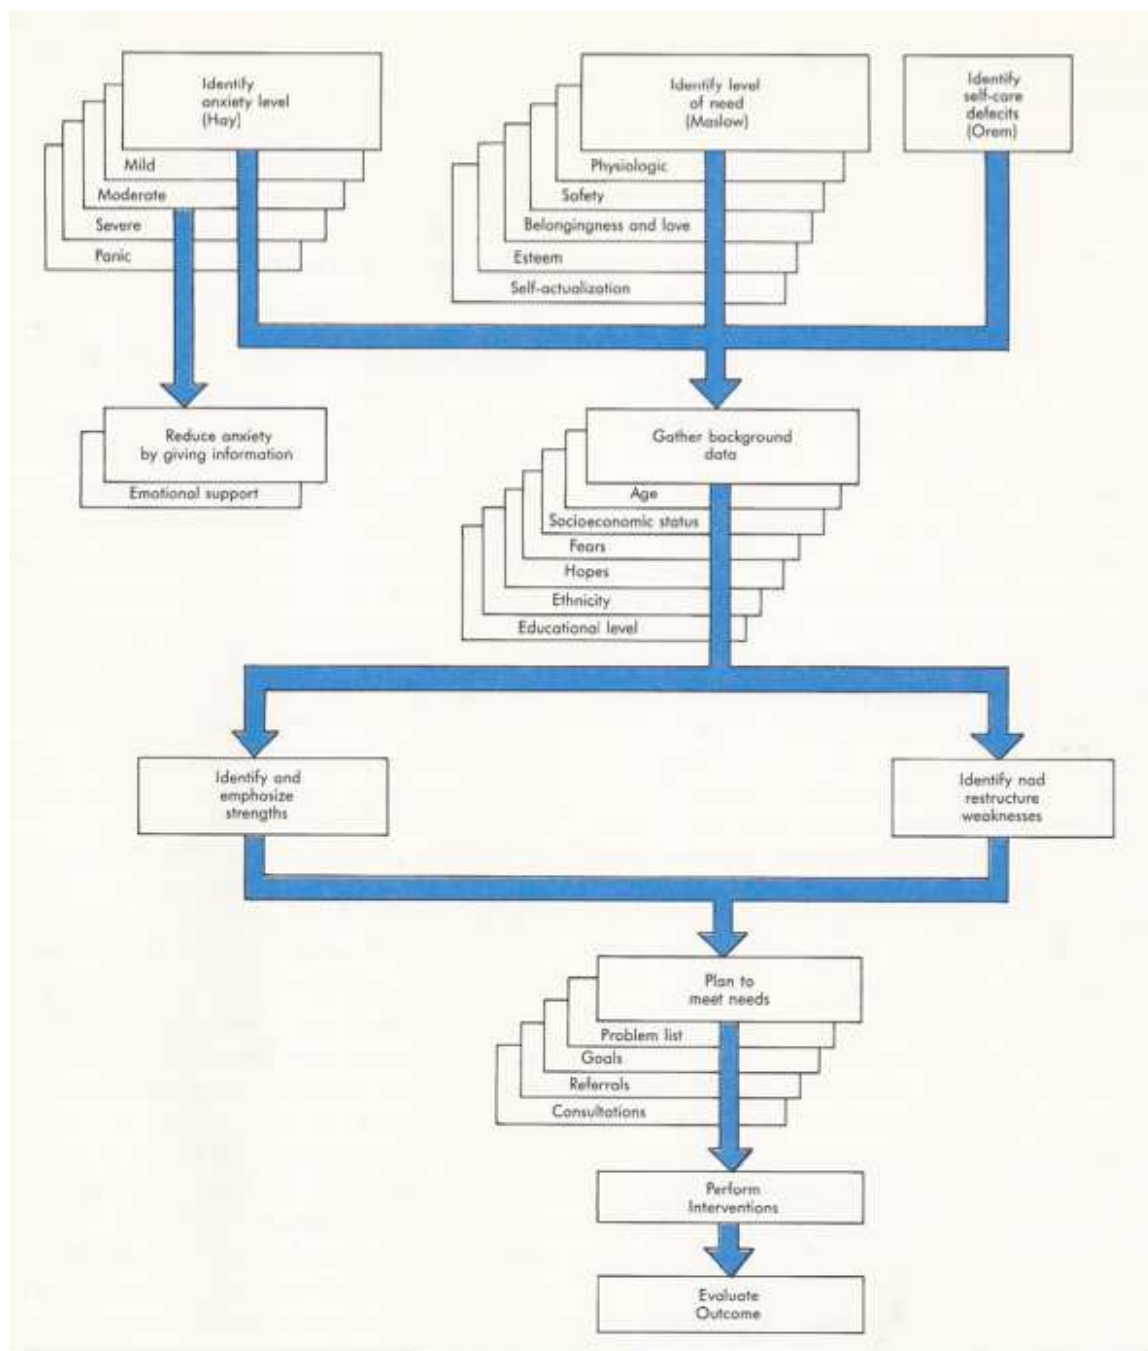 Identify
anxiety level
(Hay)
Mild
Moderate
Severe
Panic
Identify level
of need
(Maslow)
Physiologic
Safety
Belongingness and love
Esteem
Self-actualization
Identify
self-care
defecits
(Orem)
Reduce anxiety
by giving information
Emotional support
Gather background
data
Age
Socioeconomic status
Fears
Hopes
Ethnicity
Educational level
Identify and
emphasize
strengths
Identify nad
restructure
weaknesses
Plan to
meet needs
Problem list
Goals
Referrals
Consultations
Perform
Interventions
Evaluate
Outcome